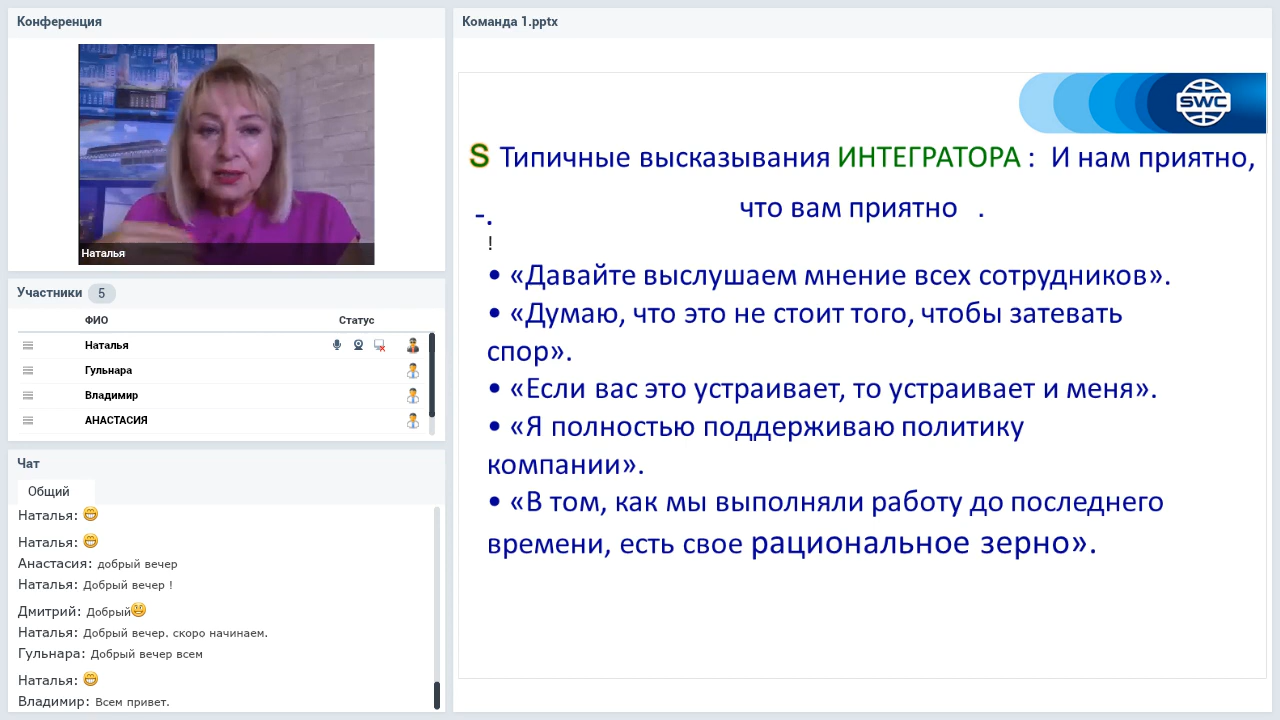 Конференция
Наталья
Участники 5
ФИО Статус
Наталья
Гульнара
Владимир
АНАСТАСИЯ
Чат
Общий
Наталья:
Наталья:
Анастасия: добрый вечер
Наталья: Добрый вечер !
Дмитрий: Добрый
Наталья: Добрый вечер. скоро начинаем.
Гульнара: Добрый вечер всем
Наталья:
Владимир: Всем привет.
Команда 1.pptx
SWC
S Типичные высказывания ИНТЕГРАТОРА : И нам приятно,
что вам приятно .
-.
!
• «Давайте выслушаем мнение всех сотрудников».
• «Думаю, что это не стоит того, чтобы затевать
спор».
• «Если вас это устраивает, то устраивает и меня».
• «Я полностью поддерживаю политику
компании».
• «В том, как мы выполняли работу до последнего
времени, есть свое рациональное зерно».